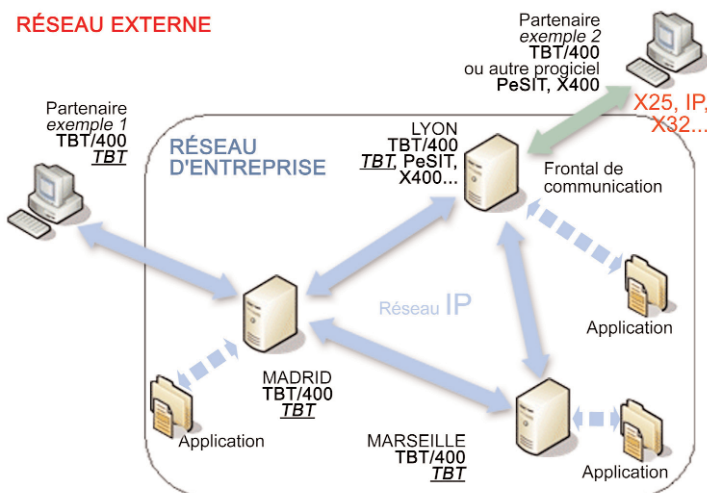 RÉSEAU EXTERNE
Partenaire
exemple 2
TBT/400
ou autre progiciel
PeSIT, X400
X25, IP,
X32...
Partenaire
exemple 1
TBT/400
TBT
RÉSEAU
D'ENTREPRISE
LYON
TBT/400
TBT, PeSIT,
X400...
Frontal de
communication
Réseau IP
Application
MADRID
TBT/400
TBT
Application
MARSEILLE
TBT/400
TBT
Application